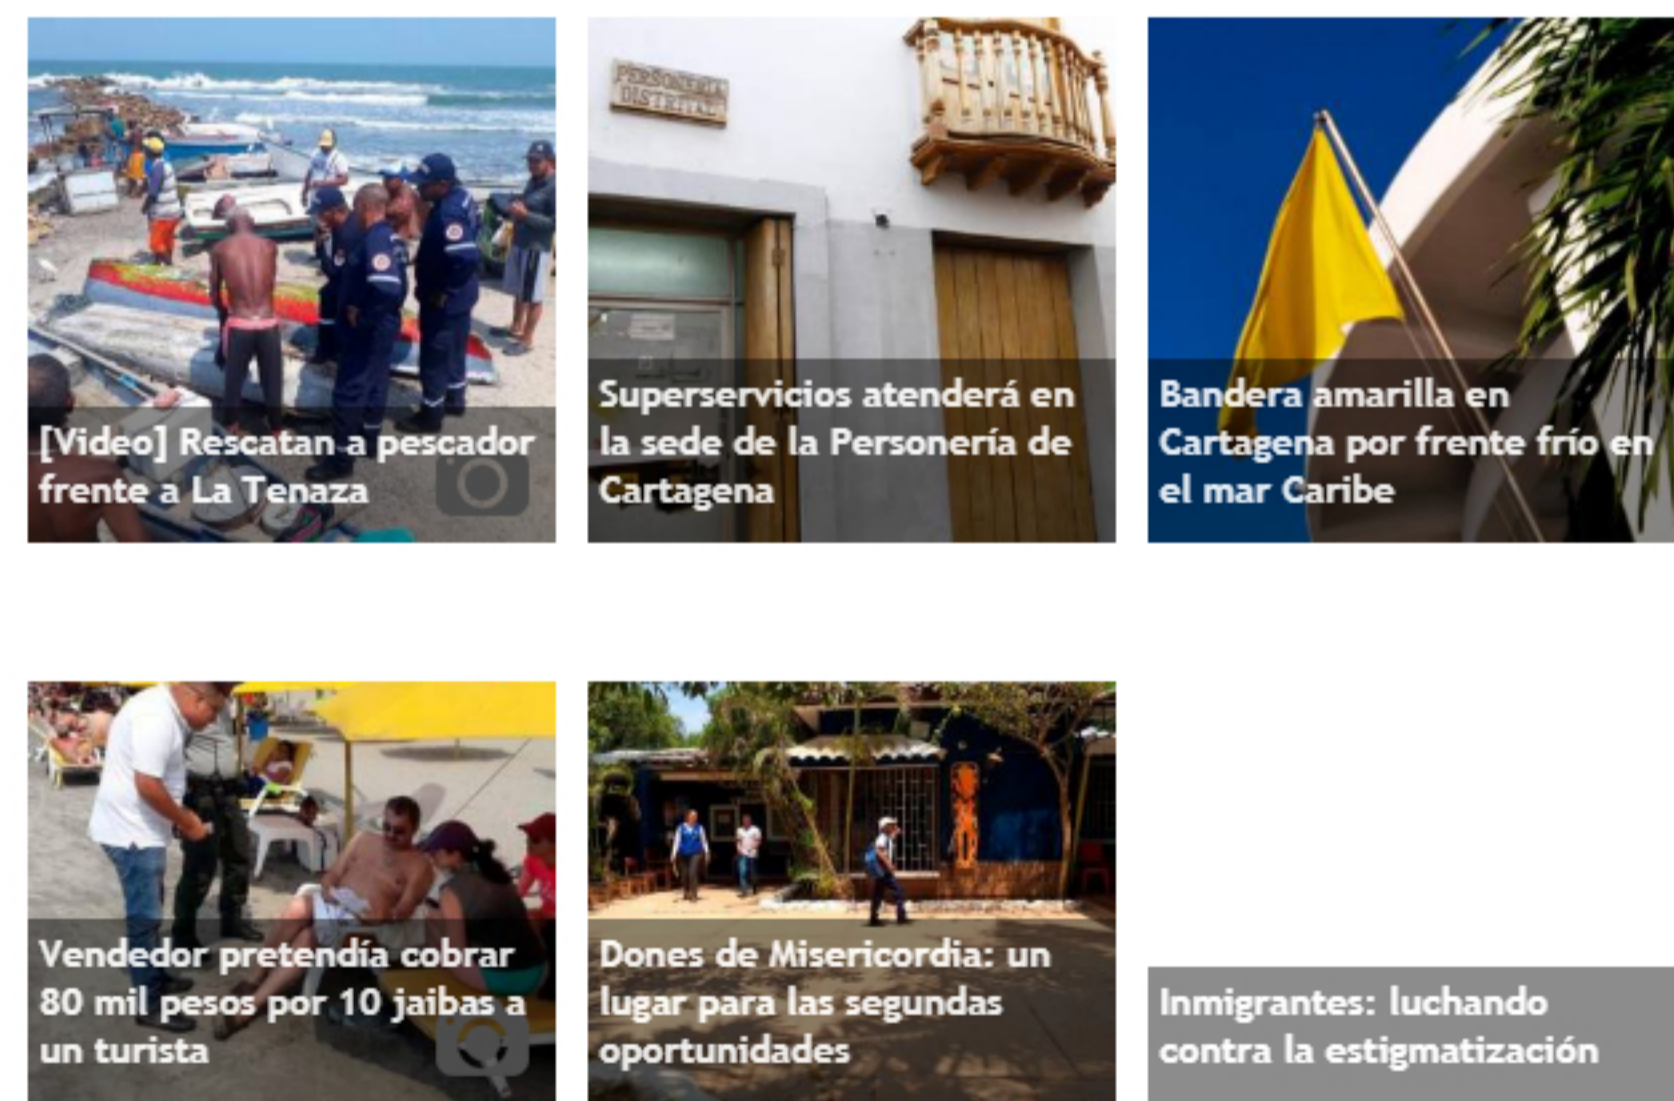 PERSONERIA
DISTRITAL
[Video] Rescatan a pescador
frente a La Tenaza
Superservicios atenderá en
la sede de la Personería de
Cartagena
Bandera amarilla en
Cartagena por frente frío en
el mar Caribe
Vendedor pretendía cobrar
80 mil pesos por 10 jaibas a
un turista
Dones de Misericordia: un
lugar para las segundas
oportunidades
Inmigrantes: luchando
contra la estigmatización